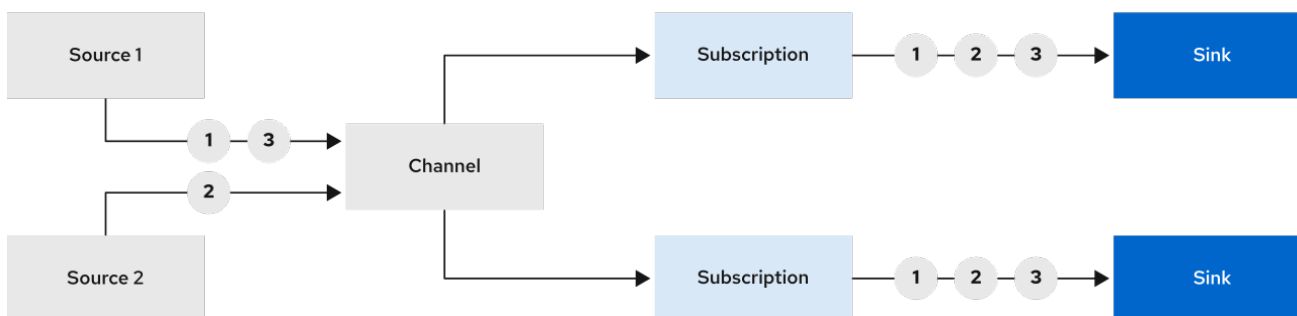 Source 1
Subscription
1 2 3
Sink
1 3
Channel
2
Source 2
Subscription
1 2 3
Sink